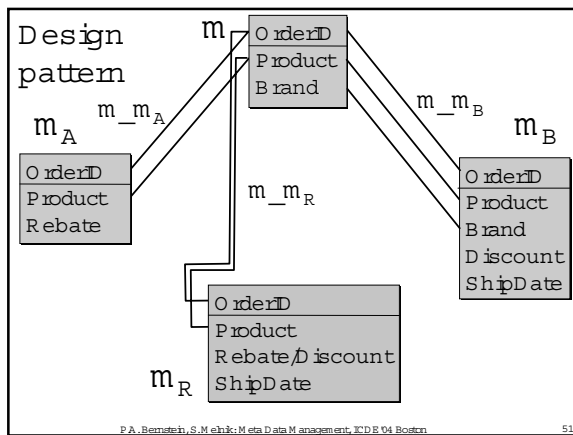 Design
pattern
m
OrderID
Product
Brand
m_mA
m_mB
mA
OrderID
Product
Rebate
mB
OrderID
Product
Brand
Discount
ShipDate
m_mR
OrderID
Product
Rebate/Discount
ShipDate
mR
P.A. Bernstein, S. Melnik: Meta Data Management, ICDE'04 Boston
51